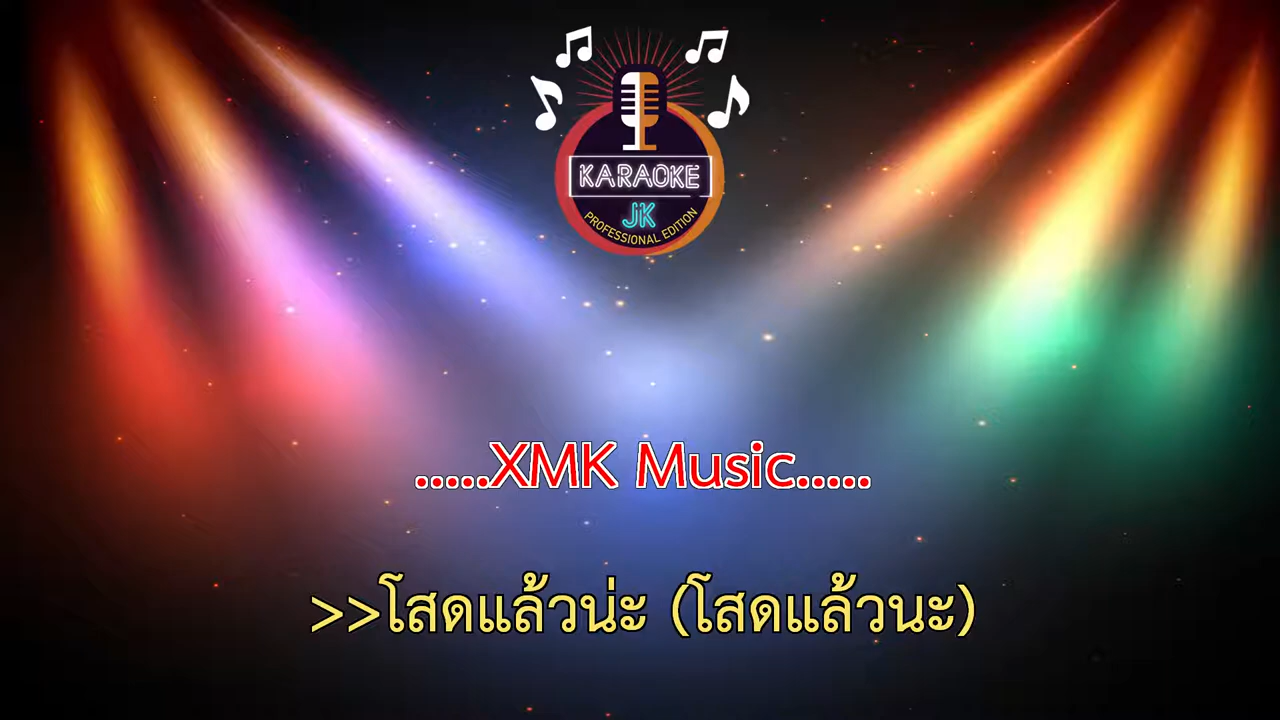 KARAOKE
JK
PROFESSIONAL EDITION
.....XMK Music.....
>>โสดแล้วน่ะ (โสดแล้วนะ)